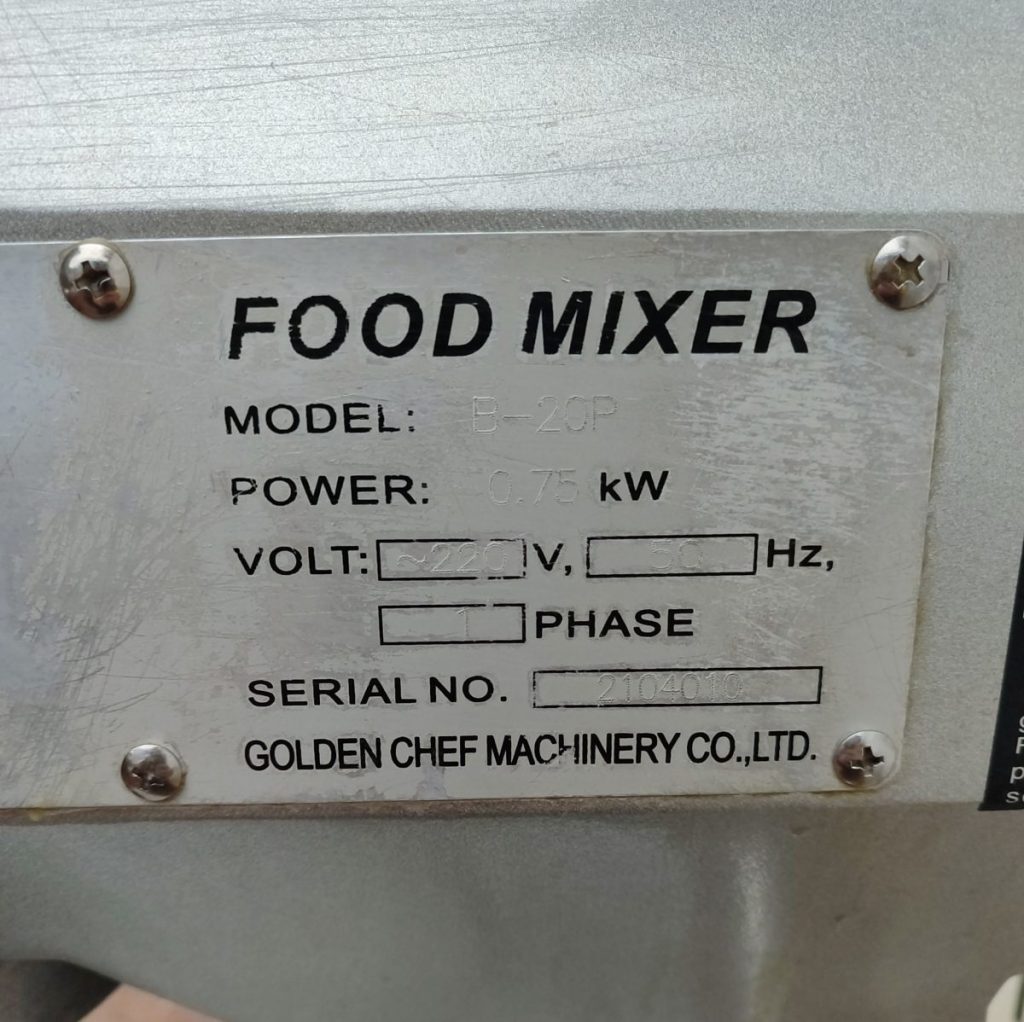 FOOD MIXER
MODEL: B-20P
POWER: 0.75 kW
VOLT: ~220 V, 50 Hz,
1 PHASE
SERIAL NO. 2104010
GOLDEN CHEF MACHINERY CO.,LTD.